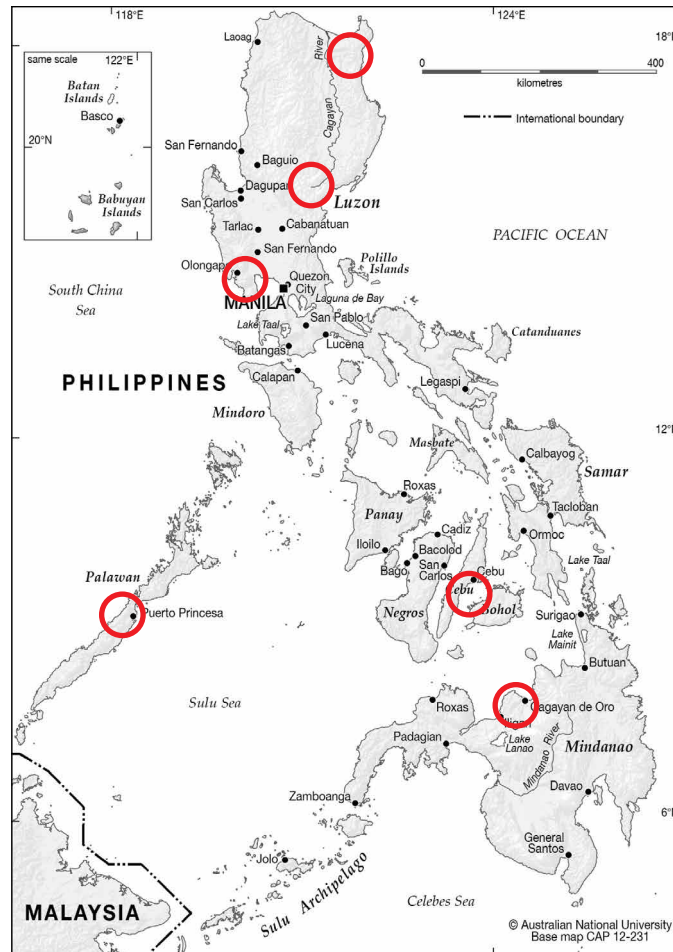 118°E
124°E
18°N
same scale
122°E
Batan
Islands
Basco
20°N
Babuyan
Islands
Laoag
River
Cagayan
0
400
kilometres
International boundary
San Fernando
Baguio
Dagupan
San Carlos
Luzon
Tarlac
Cabanatuan
PACIFIC OCEAN
San Fernando
Polillo
Islands
Olongapo
Quezon
City
South China
Sea
MANILA
Laguna de Bay
Lake Taal
San Pablo
Catanduanes
Batangas
Lucena
PHILIPPINES
Calapan
Legaspi
Mindoro
12°N
Masbate
Calbayog
Samar
Roxas
Panay
Tacloban
Cadiz
Ormoc
Iloilo
Bacolod
Bago
San
Carlos
Cebu
Lake Taal
Palawan
Cebu
Bohol
Negros
Puerto Princesa
Surigao
Lake
Mainit
Butuan
Sulu Sea
Roxas
Cagayan de Oro
Iligan
Padagian
Lake
Lanao
Mindanao River
Mindanao
Zamboanga
Davao
6°N
General
Santos
Jolo
Sulu Archipelago
MALAYSIA
Celebes Sea
© Australian National University
Base map CAP 12-231